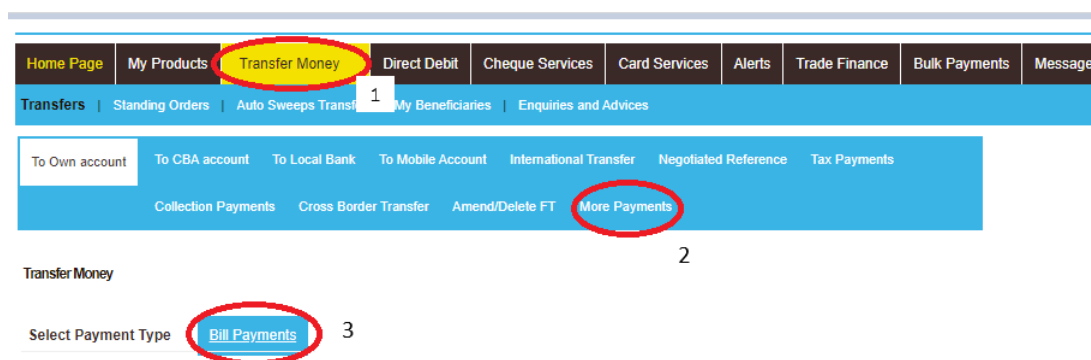 Home Page My Products Transfer Money Direct Debit Cheque Services Card Services Alerts Trade Finance Bulk Payments Message
1
Transfers | Standing Orders | Auto Sweeps Transf My Beneficiaries | Enquiries and Advices
To Own account To CBA account To Local Bank To Mobile Account International Transfer Negotiated Reference Tax Payments
Collection Payments Cross Border Transfer Amend/Delete FT More Payments
2
Transfer Money
Select Payment Type Bill Payments 3